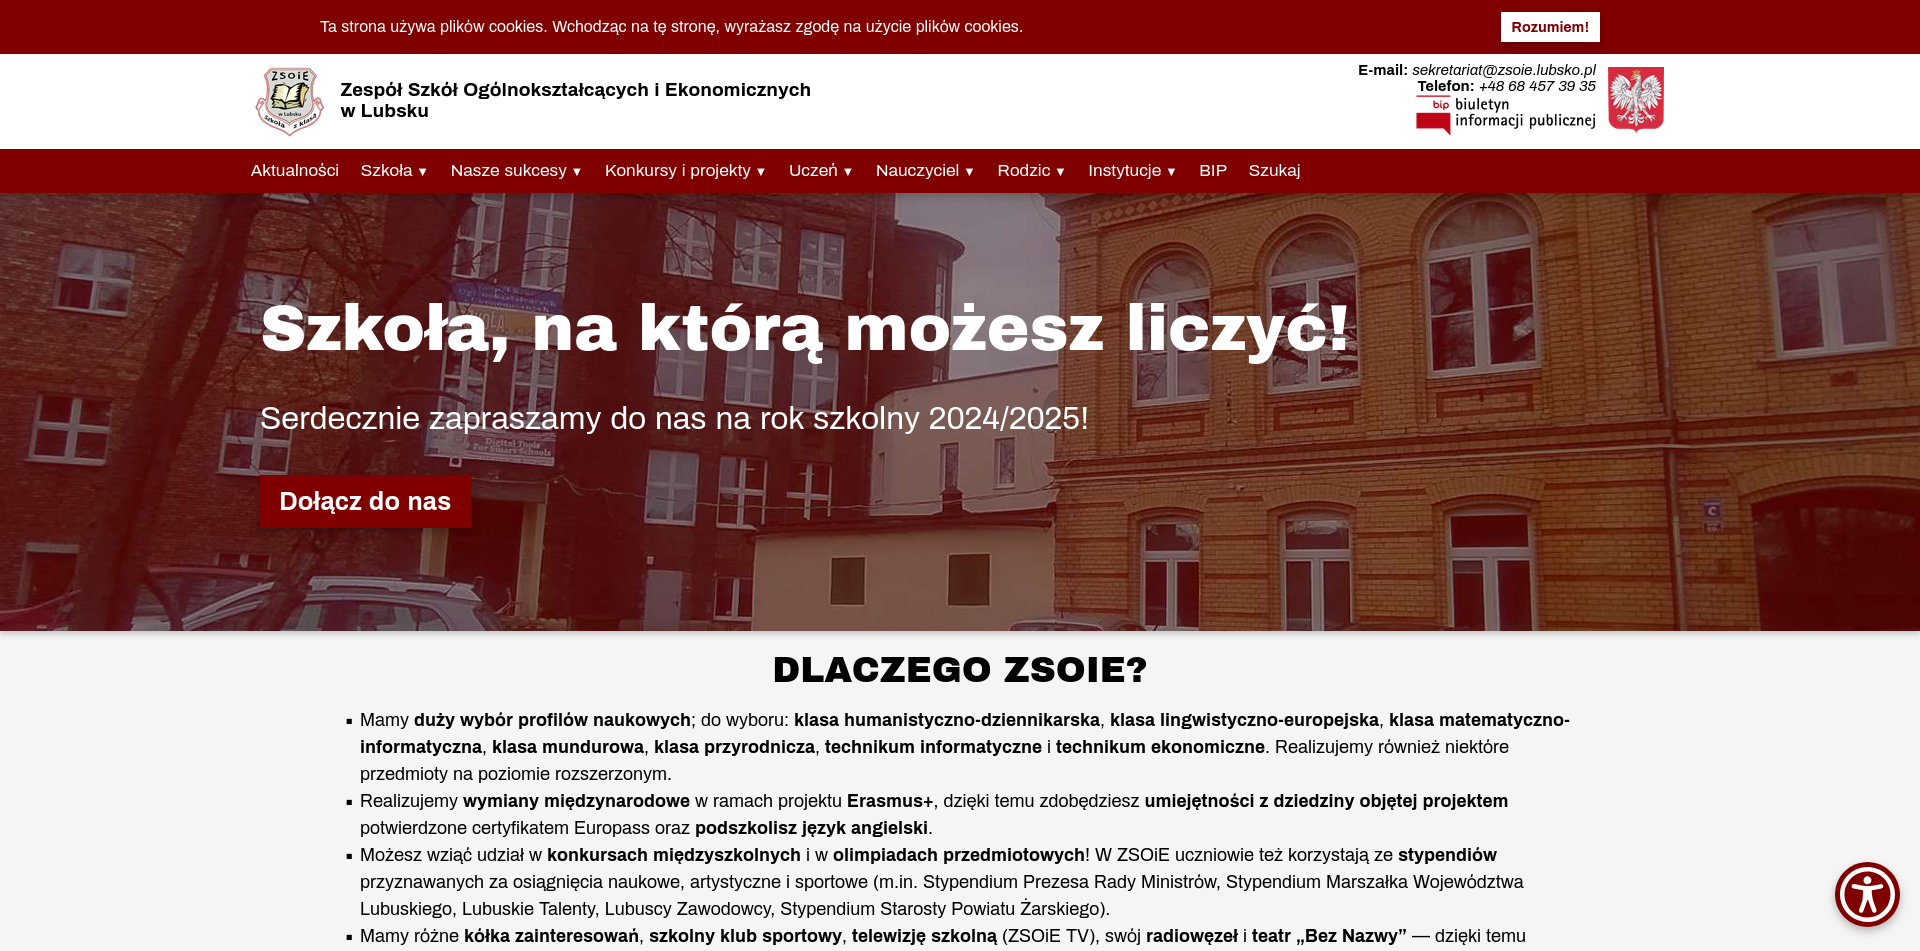 Ta strona używa plików cookies. Wchodząc na tę stronę, wyrażasz zgodę na użycie plików cookies.
Rozumiem!
ZSOiE
w Lubsku
szkoła z klasą
Zespół Szkół Ogólnokształcących i Ekonomicznych
w Lubsku
E-mail: sekretariat@zsoie.lubsko.pl
Telefon: +48 68 457 39 35
bip biuletyn
informacji publicznej
Aktualności Szkoła ▼ Nasze sukcesy ▼ Konkursy i projekty ▼ Uczeń ▼ Nauczyciel ▼ Rodzic ▼ Instytucje ▼ BIP Szukaj
Szkoła, na którą możesz liczyć!
Serdecznie zapraszamy do nas na rok szkolny 2024/2025!
Digital Tools
For Smart Schools
Dołącz do nas
C
DLACZEGO ZSOIE?
▪ Mamy duży wybór profilów naukowych; do wyboru: klasa humanistyczno-dziennikarska, klasa lingwistyczno-europejska, klasa matematyczno-
informatyczna, klasa mundurowa, klasa przyrodnicza, technikum informatyczne i technikum ekonomiczne. Realizujemy również niektóre
przedmioty na poziomie rozszerzonym.
▪ Realizujemy wymiany międzynarodowe w ramach projektu Erasmus+, dzięki temu zdobędziesz umiejętności z dziedziny objętej projektem
potwierdzone certyfikatem Europass oraz podszkolisz język angielski.
▪ Możesz wziąć udział w konkursach międzyszkolnych i w olimpiadach przedmiotowych! W ZSOiE uczniowie też korzystają ze stypendiów
przyznawanych za osiągnięcia naukowe, artystyczne i sportowe (m.in. Stypendium Prezesa Rady Ministrów, Stypendium Marszałka Województwa
Lubuskiego, Lubuskie Talenty, Lubuscy Zawodowcy, Stypendium Starosty Powiatu Żarskiego).
▪ Mamy różne kółka zainteresowań, szkolny klub sportowy, telewizję szkolną (ZSOiE TV), swój radiowęzeł i teatr „Bez Nazwy” — dzięki temu